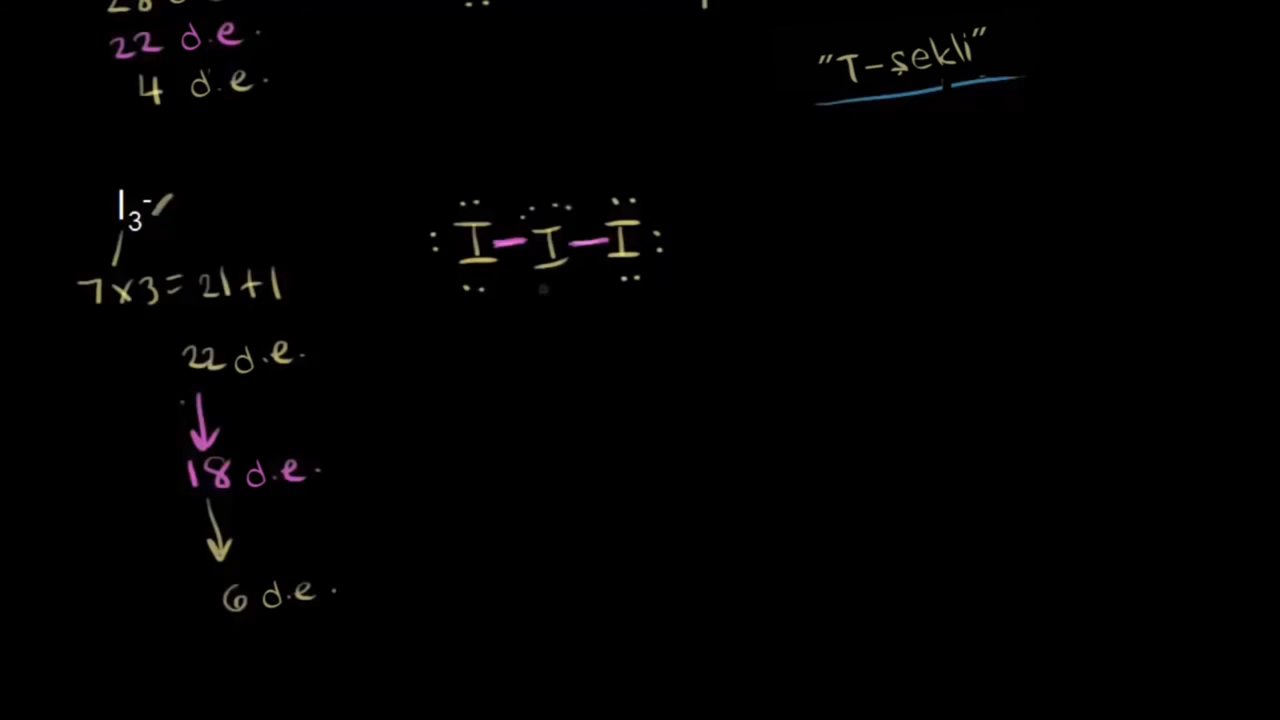 22 d.e.
4 d.e.
"T-şekli"
I3-
7x3=21+1
I-I-I
22 d.e.
18 d.e.
6 d.e.